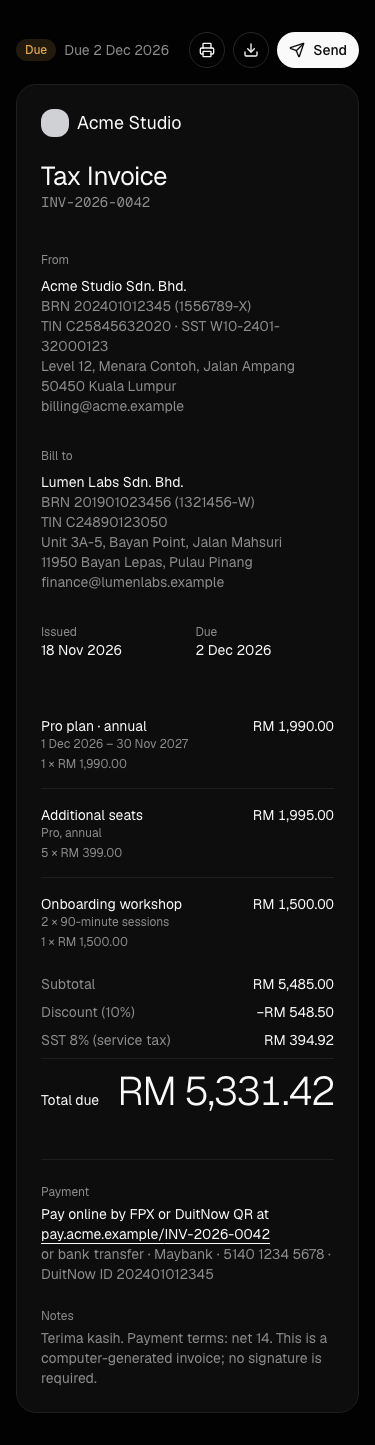 Due
Due 2 Dec 2026
Send
Acme Studio
Tax Invoice
INV-2026-0042
From
Acme Studio Sdn. Bhd.
BRN 202401012345 (1556789-X)
TIN C25845632020 · SST W10-2401-
32000123
Level 12, Menara Contoh, Jalan Ampang
50450 Kuala Lumpur
billing@acme.example
Bill to
Lumen Labs Sdn. Bhd.
BRN 201901023456 (1321456-W)
TIN C24890123050
Unit 3A-5, Bayan Point, Jalan Mahsuri
11950 Bayan Lepas, Pulau Pinang
finance@lumenlabs.example
Issued Due
18 Nov 2026 2 Dec 2026
Pro plan · annual RM 1,990.00
1 Dec 2026 – 30 Nov 2027
1 × RM 1,990.00
Additional seats RM 1,995.00
Pro, annual
5 × RM 399.00
Onboarding workshop RM 1,500.00
2 × 90-minute sessions
1 × RM 1,500.00
Subtotal RM 5,485.00
Discount (10%) −RM 548.50
SST 8% (service tax) RM 394.92
Total due RM 5,331.42
Payment
Pay online by FPX or DuitNow QR at
pay.acme.example/INV-2026-0042
or bank transfer · Maybank · 5140 1234 5678 ·
DuitNow ID 202401012345
Notes
Terima kasih. Payment terms: net 14. This is a
computer-generated invoice; no signature is
required.